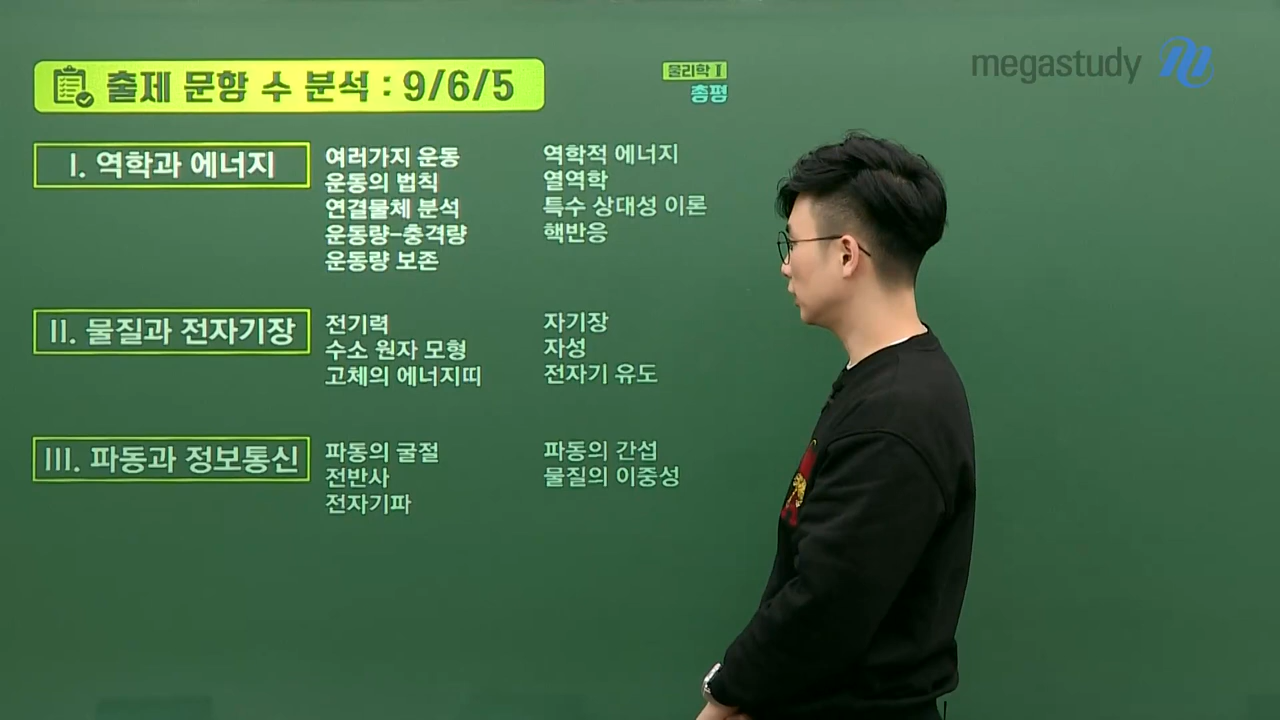 출제 문항 수 분석 : 9/6/5
물리학 I
총평
megastudy
I. 역학과 에너지
여러가지 운동
운동의 법칙
연결물체 분석
운동량-충격량
운동량 보존
역학적 에너지
열역학
특수 상대성 이론
핵반응
II. 물질과 전자기장
전기력
수소 원자 모형
고체의 에너지띠
자기장
자성
전자기 유도
III. 파동과 정보통신
파동의 굴절
전반사
전자기파
파동의 간섭
물질의 이중성